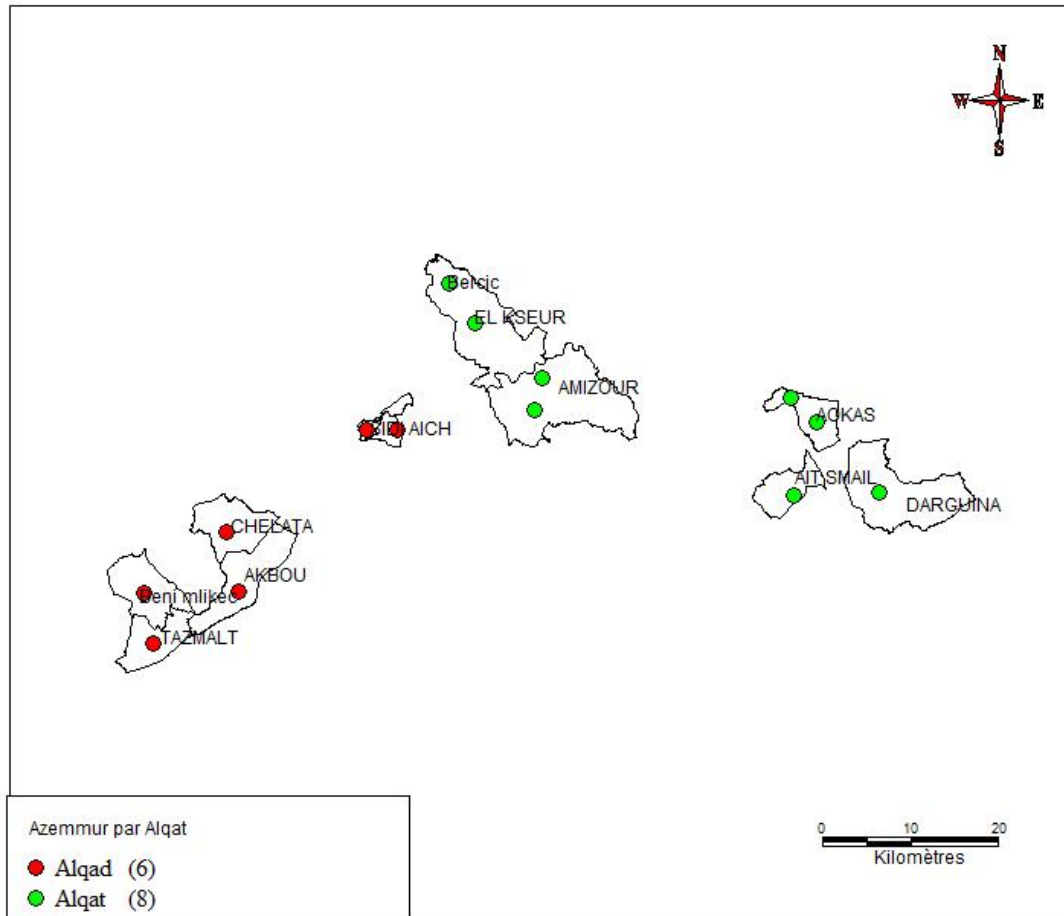 N
W E
S
Bersic
EL KSEUR
AMIZOUR
AOKAS
SIDI AICH
AIT SMAIL
DARGUINA
CHELATA
AKBOU
Beni mlikec
TAZMALT
Azemmur par Alqat
Alqad (6)
Alqat (8)
0 10 20
Kilomètres